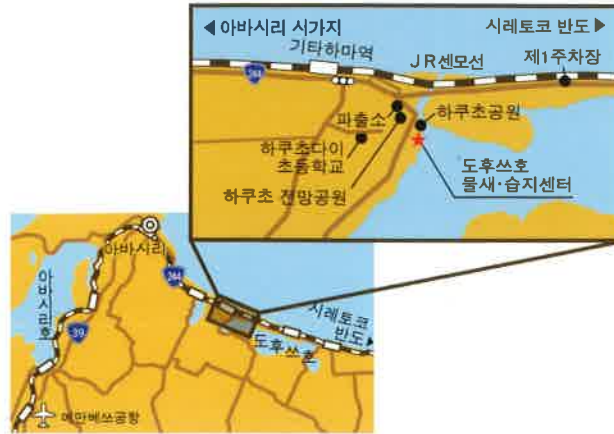 ◀ 아바시리 시가지
시레토코 반도 ▶
기타하마역
JR센모선
제1주차장
244
파출소
하쿠초공원
하쿠초다이
초등학교
하쿠초 전망공원
도후쓰호
물새·습지센터
아바시리
244
아바시리호
39
시레토코
반도
도후쓰호
메만베쓰공항